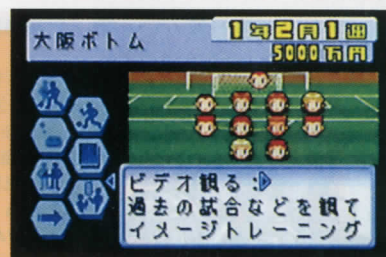 大阪ボトム
1年2月1週
5000万円
ビデオ観る:
過去の試合などを観て
イメージトレーニング